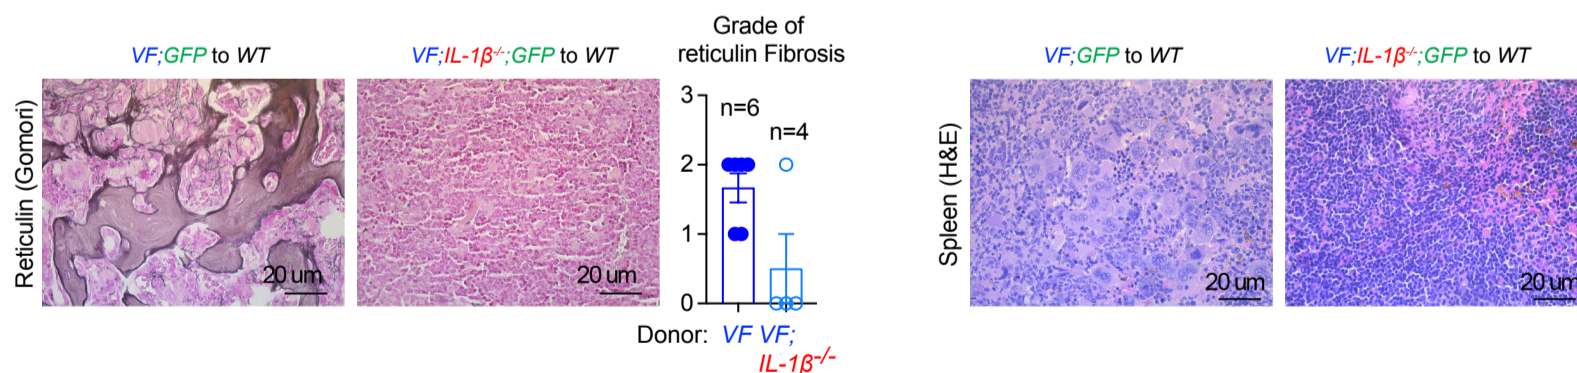 VF;GFP to WT
VF;IL-1β-/-;GFP to WT
Reticulin (Gomori)
20 um
20 um
Grade of
reticulin Fibrosis
3
2
1
0
n=6
n=4
Donor: VF VF;
IL-1β-/-
VF;GFP to WT
VF;IL-1β-/-;GFP to WT
Spleen (H&E)
20 um
20 um